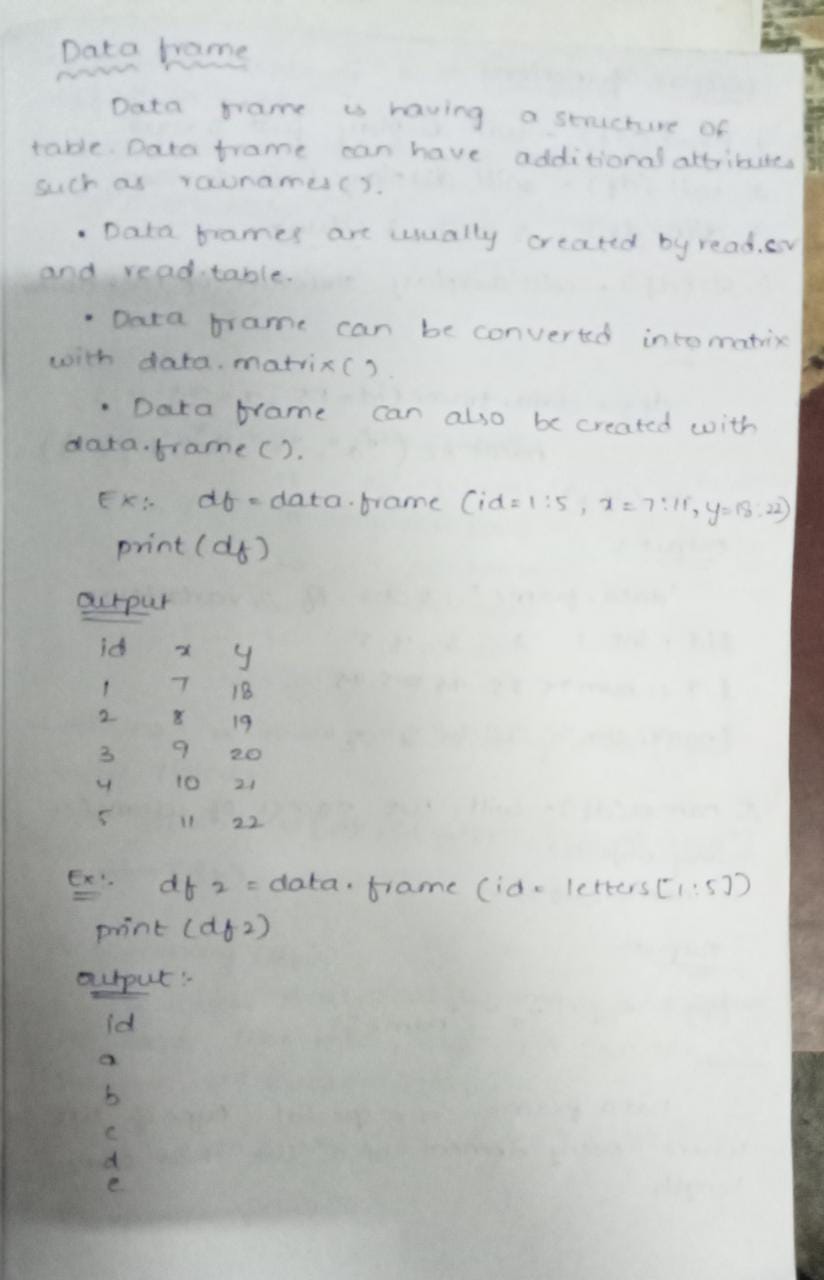 Data frame
Data frame is having a structure of
table. Data frame can have additional attributes
such as rawnames().
• Data frames are usually created by read.csv
and read.table.
• Data frame can be converted into matrix
with data.matrix()
• Data frame can also be created with
data.frame().
Ex:- df = data.frame (id=1:5, x=7:11, y=18:22)
print (df)
output
id x y
1 7 18
2 8 19
3 9 20
4 10 21
5 11 22
Ex:- df2 = data.frame (id= letters[1:5])
print (df2)
output:-
id
a
b
c
d
e